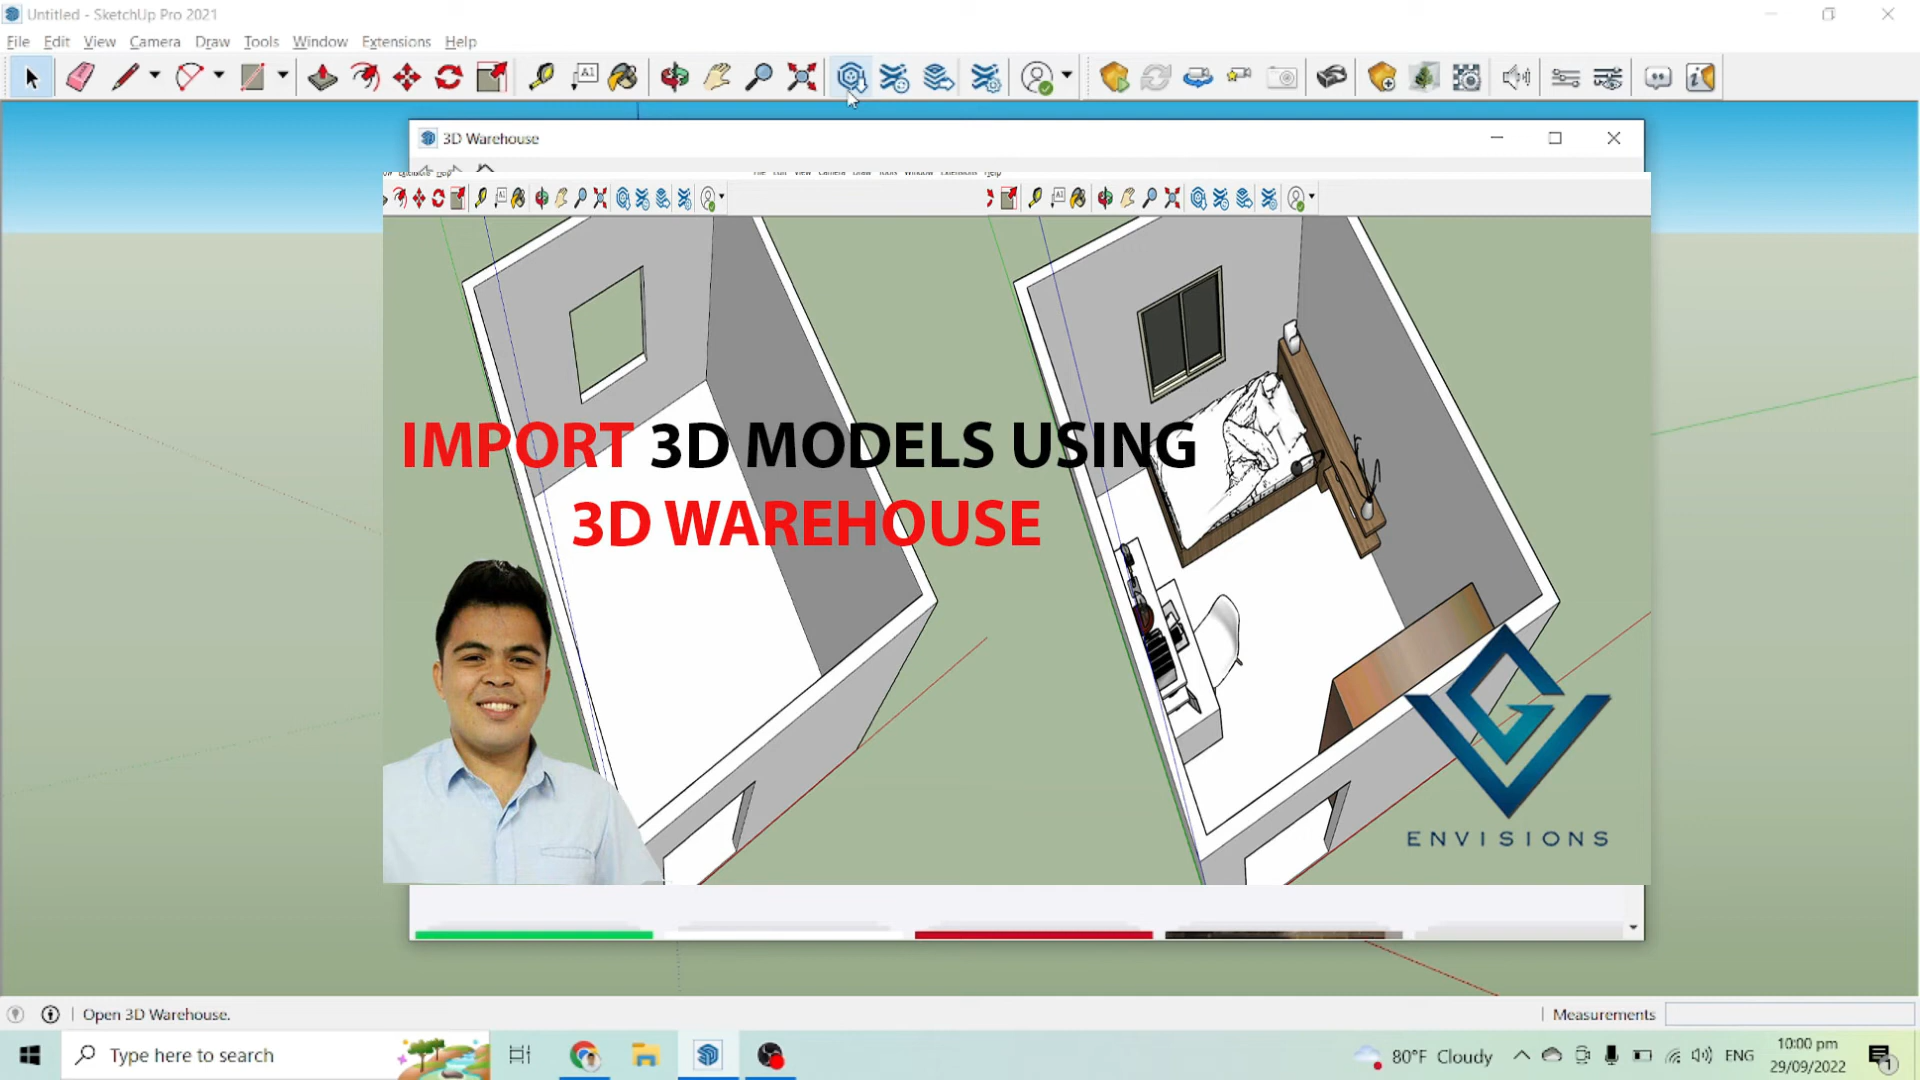 Untitled - SketchUp Pro 2021
File Edit View Camera Draw Tools Window Extensions Help
3D Warehouse
IMPORT 3D MODELS USING
3D WAREHOUSE
ENVISIONS
Open 3D Warehouse.
Measurements
Type here to search
80°F Cloudy
ENG
10:00 pm
29/09/2022
1